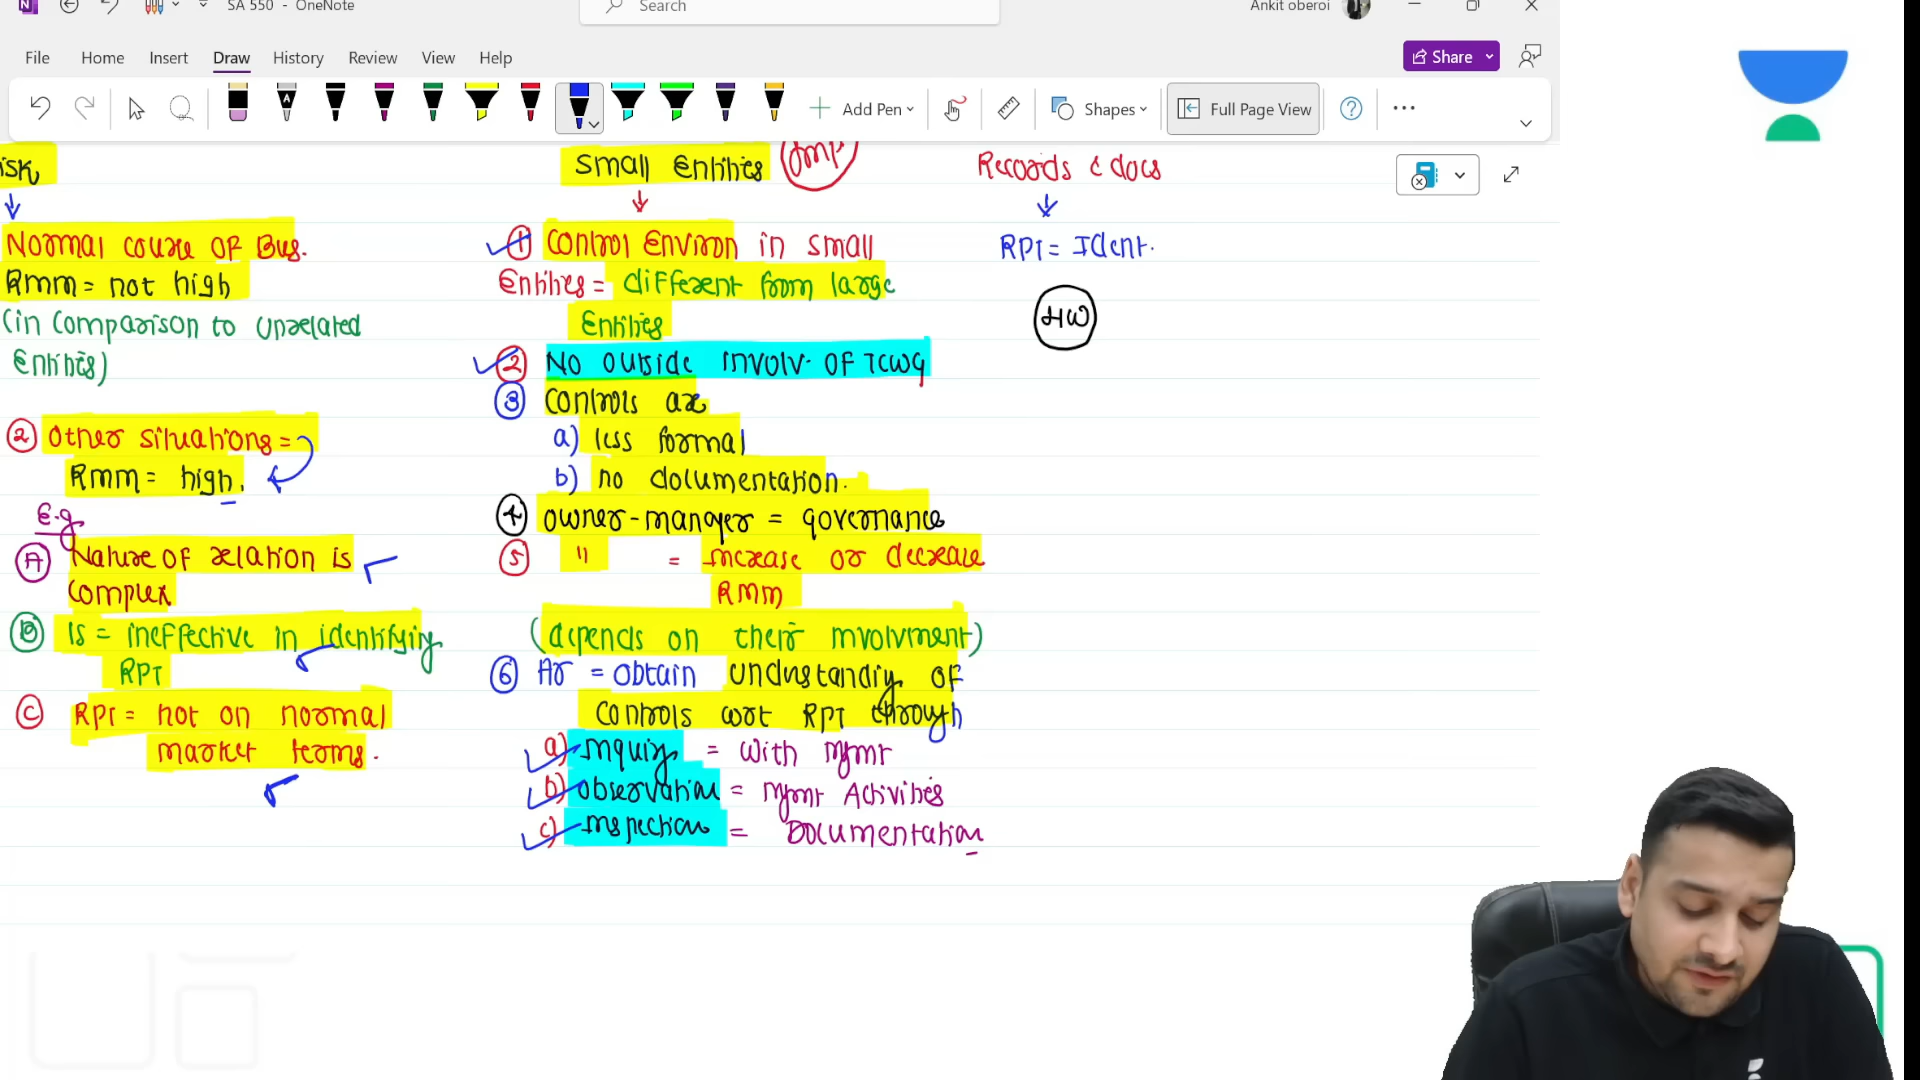 SA 550 - OneNote
Search
Ankit oberoi
File Home Insert Draw History Review View Help
Share
Add Pen
Shapes
Full Page View
isk
Normal course OF Bus.
Rmm = not high
(in comparison to unrelated
Entities)
② Other situations =
Rmm = high.
E.g
Ⓐ Nature of relation is
complex
Ⓑ Is = ineffective in identifying
RPT
Ⓒ RPT = not on normal
market terms.
Small Entities Imp
① Control Environ in small
Entities = different from large
Entities
② No outside involv. OF TCWG
③ Controls are
a) less formal
b) no documentation.
④ owner-manager = governance
⑤ " = increase or decrease
RMM
(depends on their involvment)
⑥ Ar = obtain undustandig of
controls wrt RPT through
a) inquiry = with mgmt
b) observation = mgmt Activities
c) inspection = Documentation
Records & docs
RPT = Ident.
HW